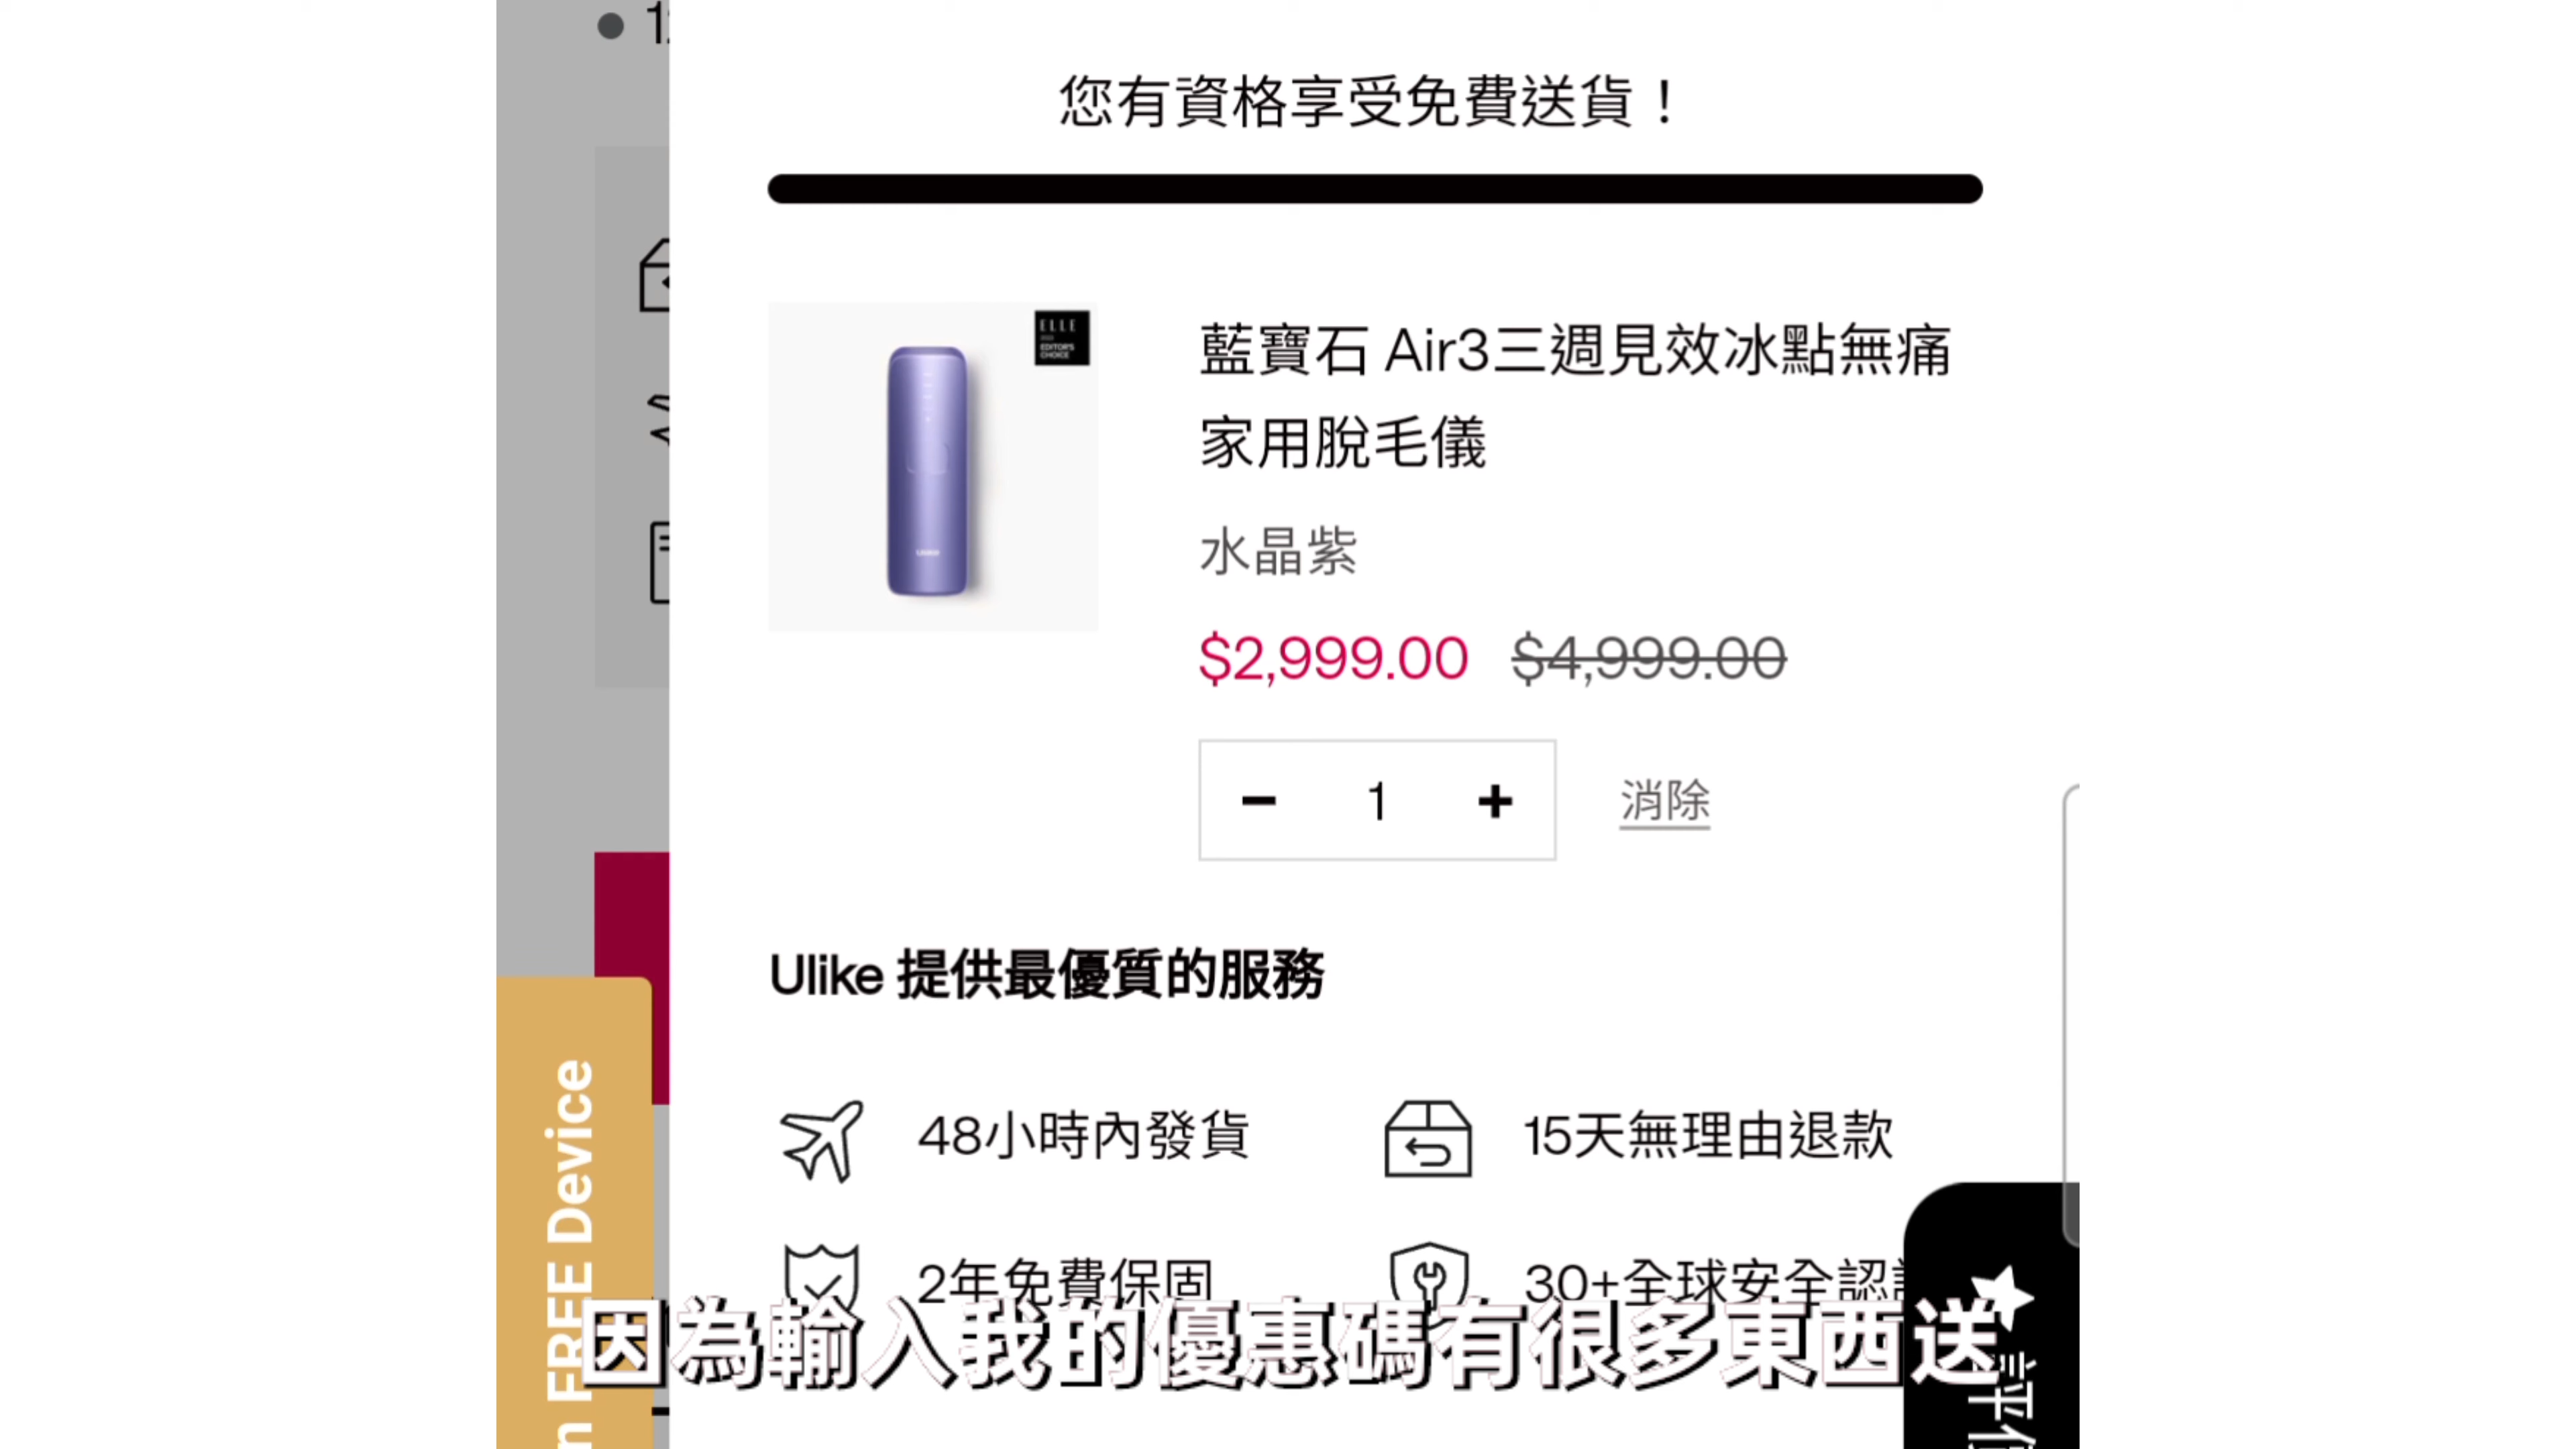 您有資格享受免費送貨！
ELLE
EDITOR'S
CHOICE
藍寶石 Air3三週見效冰點無痛
家用脫毛儀
水晶紫
Ulike
$2,999.00 $4,999.00
− 1 + 消除
Ulike 提供最優質的服務
48小時內發貨
15天無理由退款
2年免費保固
30+全球安全認
FREE Device
因為輸入我的優惠碼有很多東西送